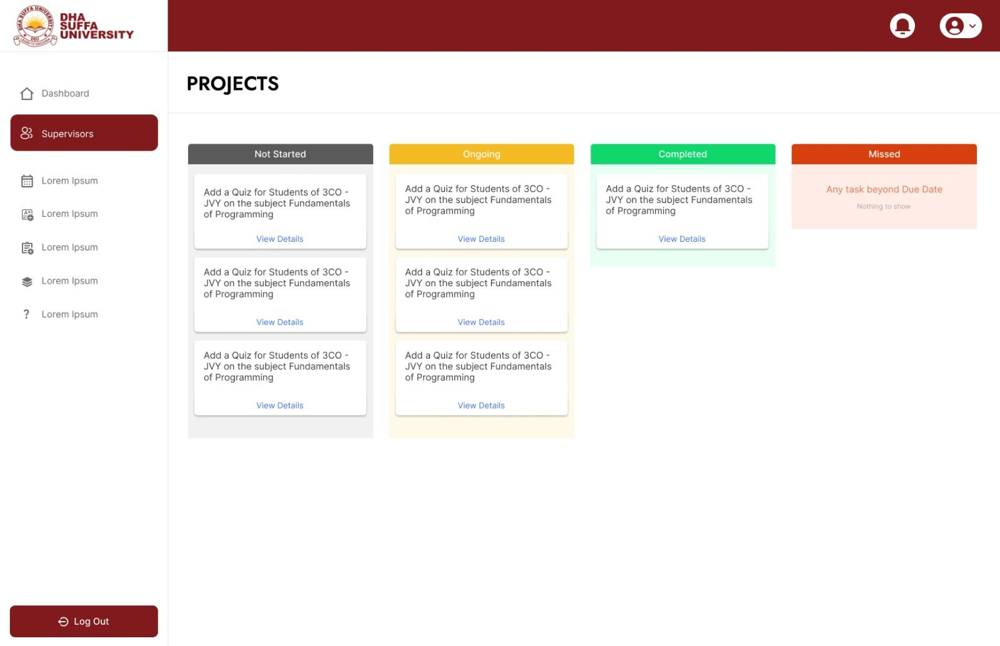 DHA SUFFA UNIVERSITY
DSU
LEARN TO DISCOVER
DHA
SUFFA
UNIVERSITY
Dashboard
Supervisors
Lorem Ipsum
Lorem Ipsum
Lorem Ipsum
Lorem Ipsum
? Lorem Ipsum
Log Out
PROJECTS
Not Started
Add a Quiz for Students of 3CO -
JVY on the subject Fundamentals
of Programming
View Details
Add a Quiz for Students of 3CO -
JVY on the subject Fundamentals
of Programming
View Details
Add a Quiz for Students of 3CO -
JVY on the subject Fundamentals
of Programming
View Details
Ongoing
Add a Quiz for Students of 3CO -
JVY on the subject Fundamentals
of Programming
View Details
Add a Quiz for Students of 3CO -
JVY on the subject Fundamentals
of Programming
View Details
Add a Quiz for Students of 3CO -
JVY on the subject Fundamentals
of Programming
View Details
Completed
Add a Quiz for Students of 3CO -
JVY on the subject Fundamentals
of Programming
View Details
Missed
Any task beyond Due Date
Nothing to show